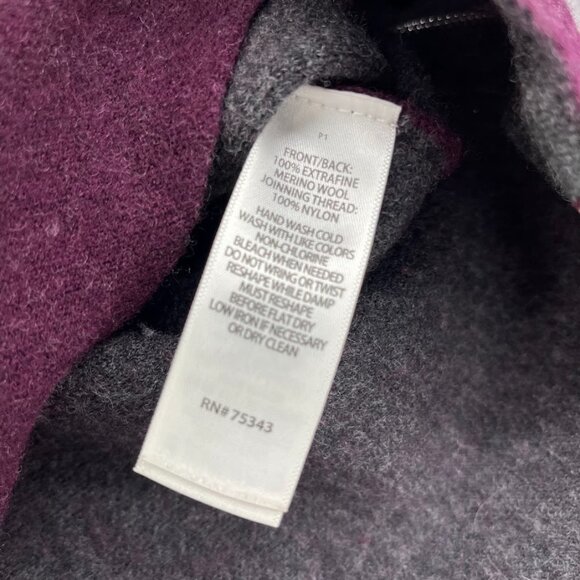 P1
FRONT/BACK:
100% EXTRAFINE
MERINO WOOL
JOINNING THREAD:
100% NYLON
HAND WASH COLD
WASH WITH LIKE COLORS
NON-CHLORINE
BLEACH WHEN NEEDED
DO NOT WRING OR TWIST
RESHAPE WHILE DAMP
MUST RESHAPE
BEFORE FLAT DRY
LOW IRON IF NECESSARY
OR DRY CLEAN
RN# 75343